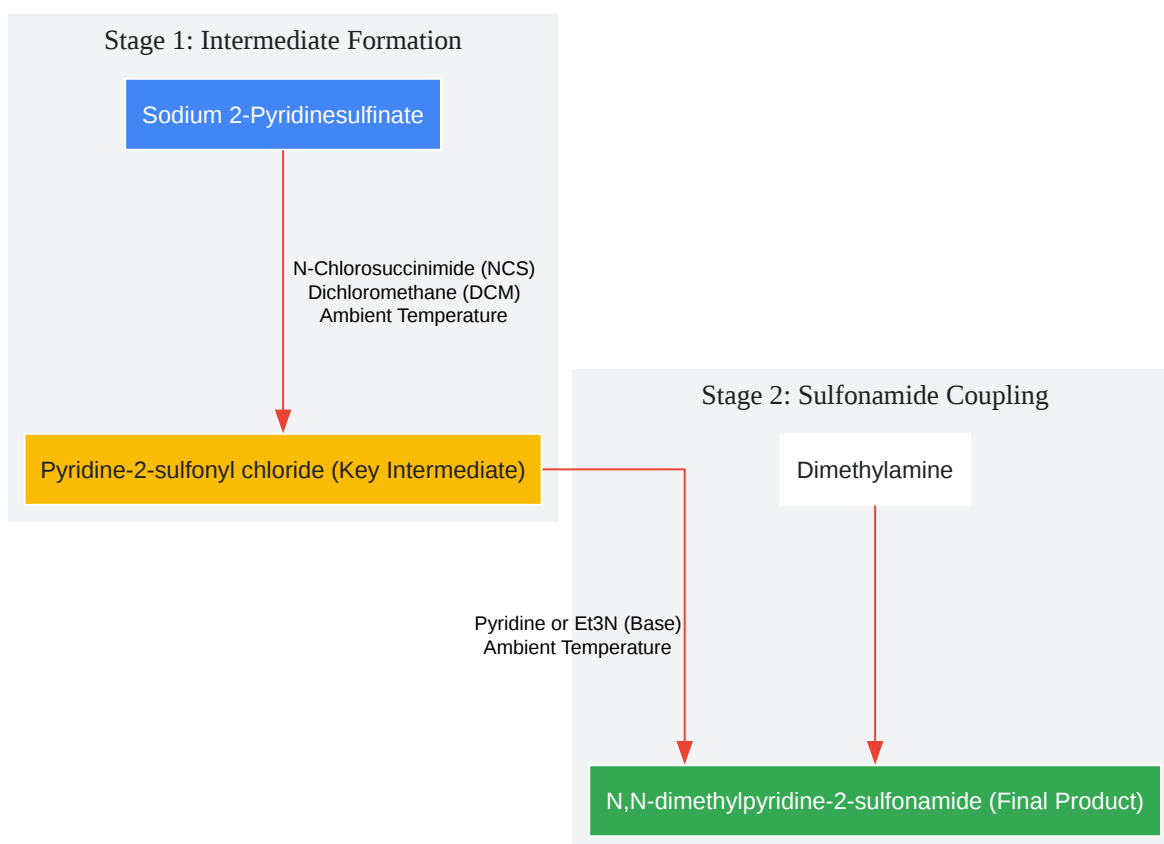 Stage 1: Intermediate Formation
Sodium 2-Pyridinesulfinate
N-Chlorosuccinimide (NCS)
Dichloromethane (DCM)
Ambient Temperature
Pyridine-2-sulfonyl chloride (Key Intermediate)
Stage 2: Sulfonamide Coupling
Dimethylamine
Pyridine or Et3N (Base)
Ambient Temperature
N,N-dimethylpyridine-2-sulfonamide (Final Product)